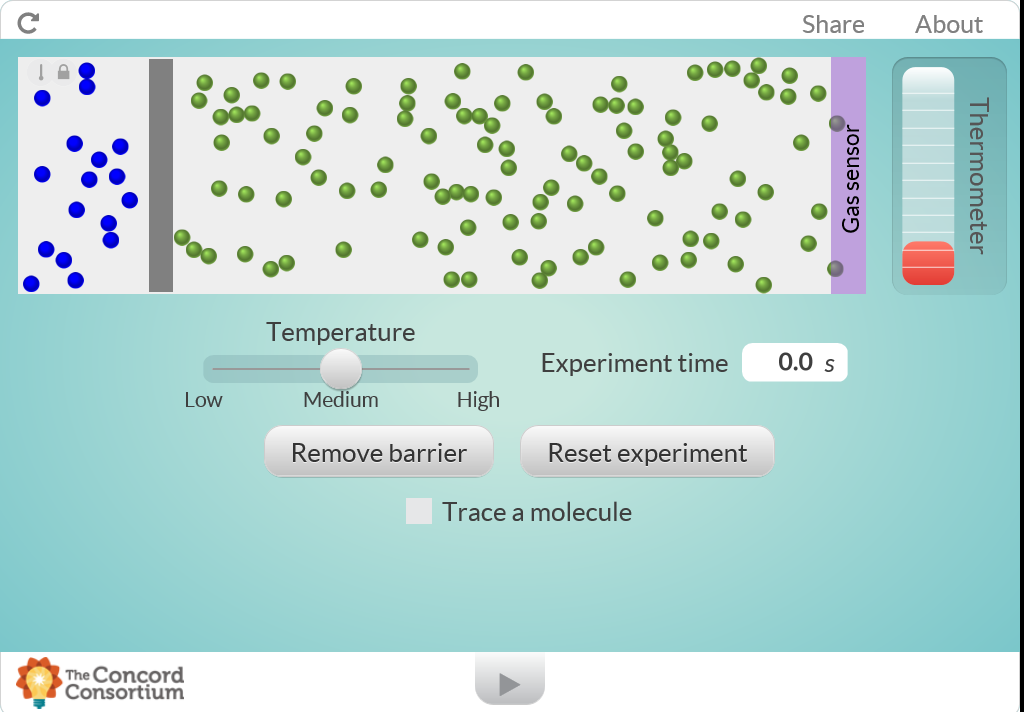 Share
About
Gas sensor
Thermometer
Temperature
Low
Medium
High
Experiment time
0.0 s
Remove barrier
Reset experiment
Trace a molecule
The Concord
Consortium